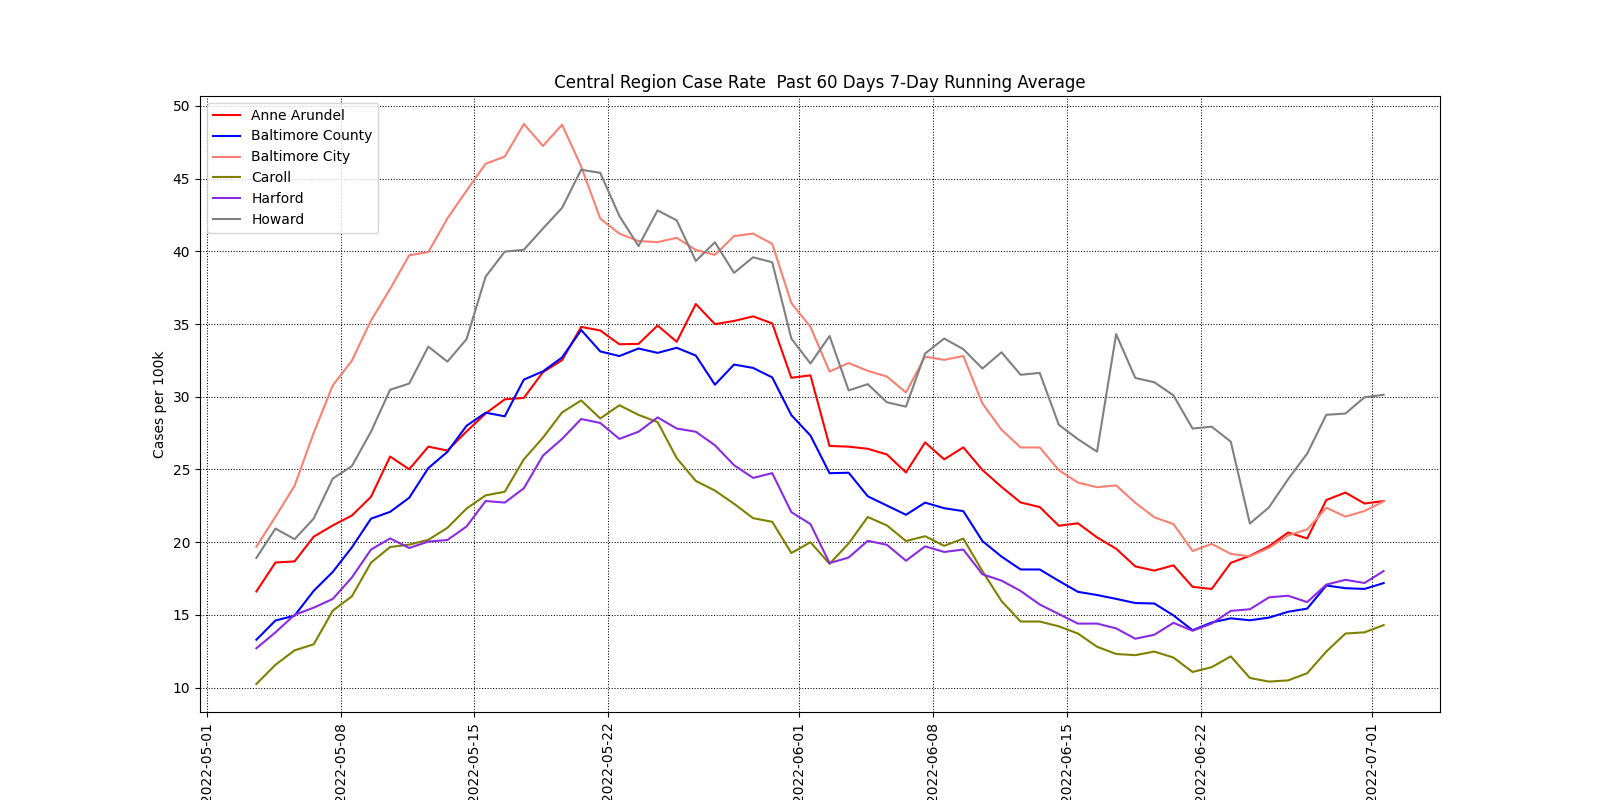 Central Region Case Rate  Past 60 Days 7-Day Running Average
50
45
40
35
30
25
20
15
10
Cases per 100k
Anne Arundel
Baltimore County
Baltimore City
Caroll
Harford
Howard
2022-05-01
2022-05-08
2022-05-15
2022-05-22
2022-06-01
2022-06-08
2022-06-15
2022-06-22
2022-07-01